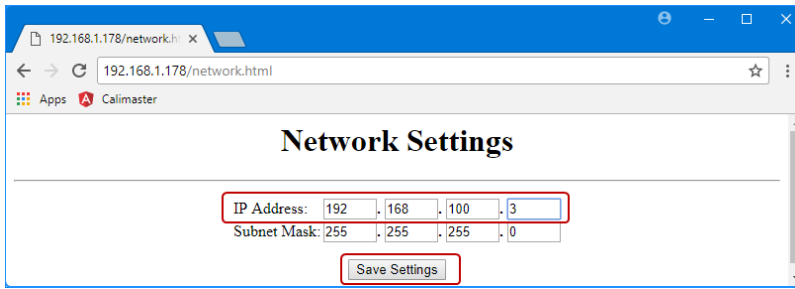 192.168.1.178/network.h
192.168.1.178/network.html
Apps Calimaster
Network Settings
IP Address: 192 . 168 . 100 . 3
Subnet Mask: 255 . 255 . 255 . 0
Save Settings